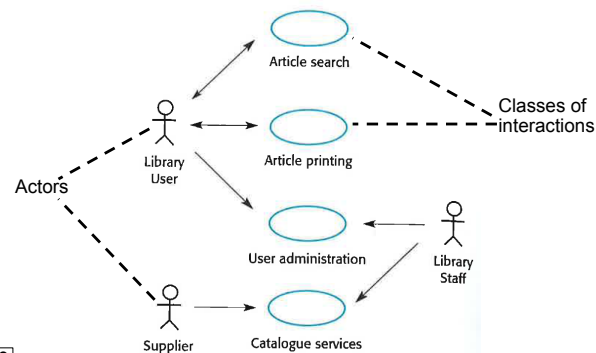 Article search
Classes of
interactions
Library
User
Article printing
Actors
User administration
Library
Staff
Supplier
Catalogue services